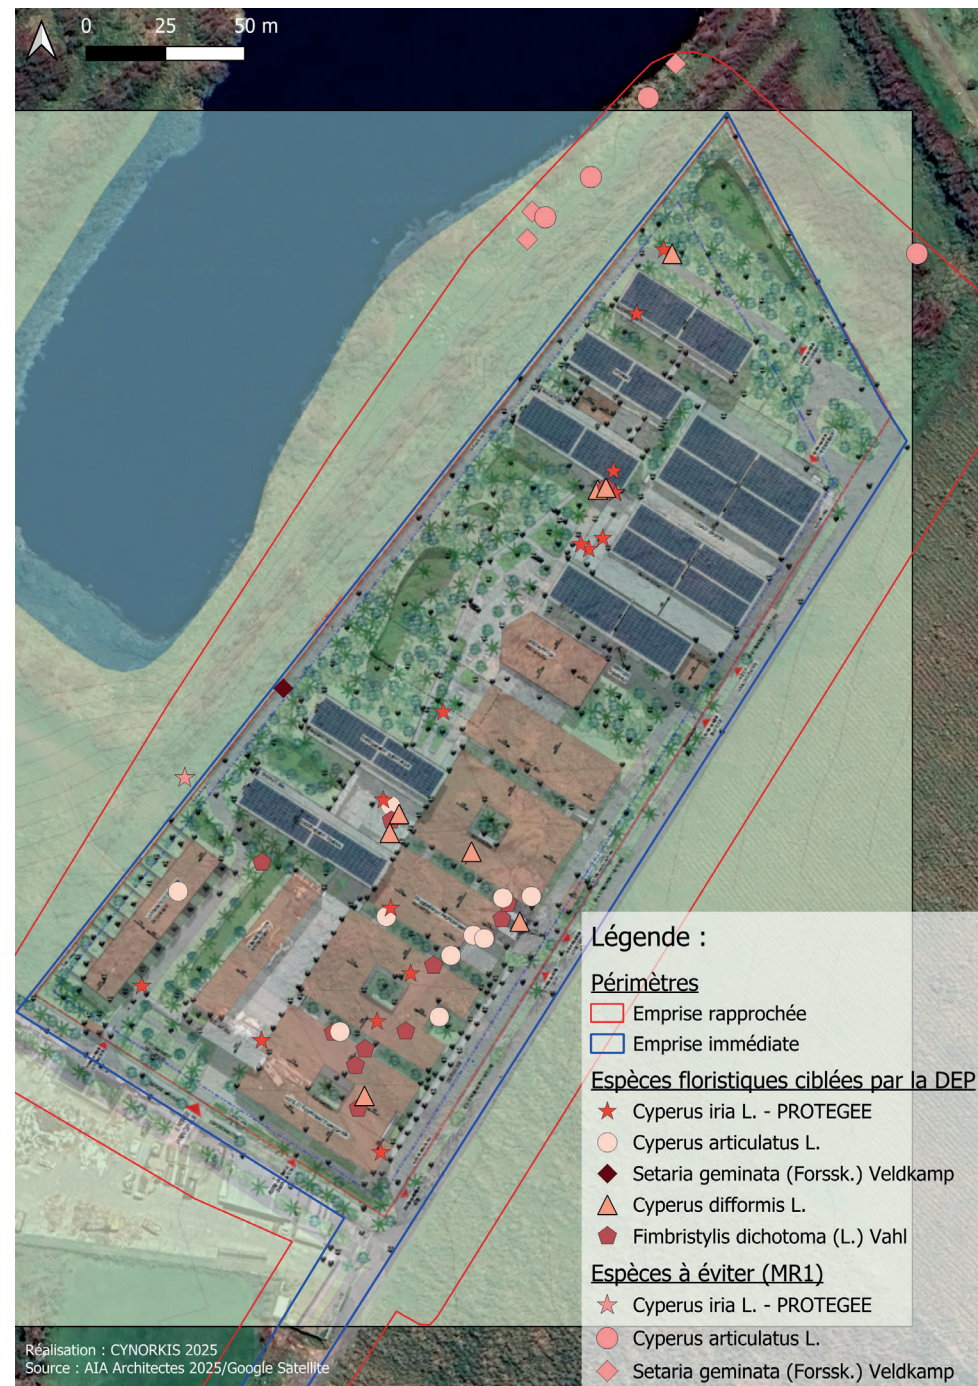 0 25 50 m
Légende :
Périmètres
Emprise rapprochée
Emprise immédiate
Espèces floristiques ciblées par la DEP
Cyperus iria L. - PROTEGEE
Cyperus articulatus L.
Setaria geminata (Forssk.) Veldkamp
Cyperus difformis L.
Fimbristylis dichotoma (L.) Vahl
Espèces à éviter (MR1)
Cyperus iria L. - PROTEGEE
Cyperus articulatus L.
Setaria geminata (Forssk.) Veldkamp
Réalisation : CYNORKIS 2025
Source : AIA Architectes 2025/Google Satellite